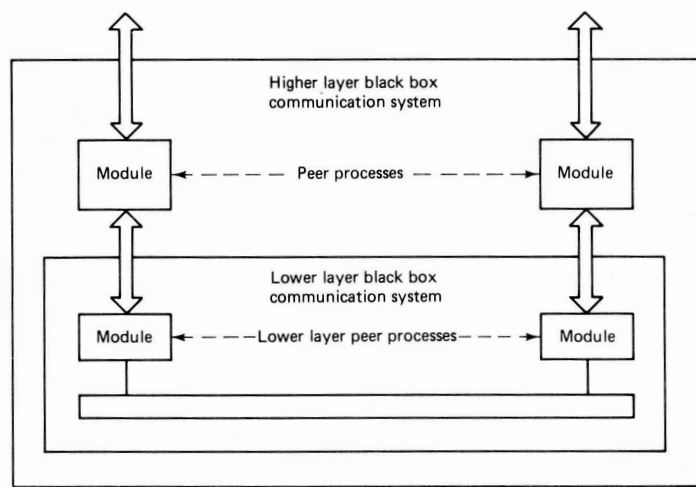 Higher layer black box
communication system
Module
Peer processes
Module
Lower layer black box
communication system
Module
Lower layer peer processes
Module